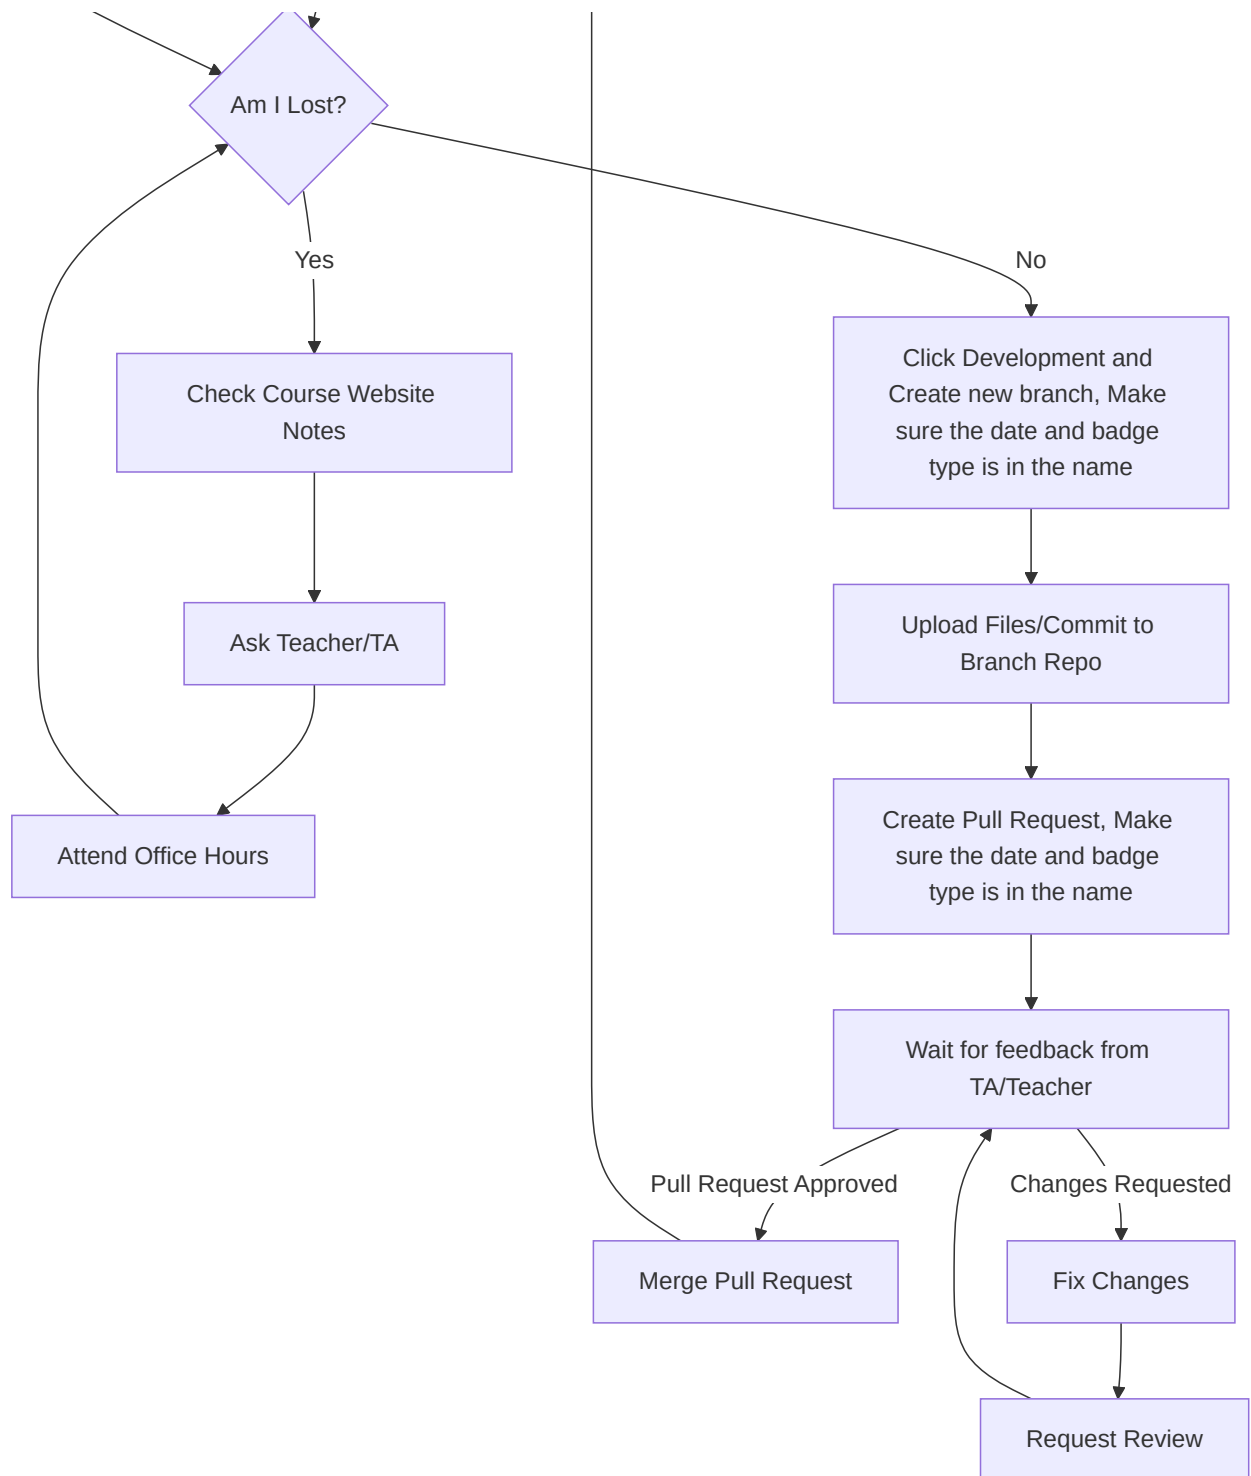 Am I Lost?
Yes
No
Check Course Website
Notes
Click Development and
Create new branch, Make
sure the date and badge
type is in the name
Ask Teacher/TA
Upload Files/Commit to
Branch Repo
Attend Office Hours
Create Pull Request, Make
sure the date and badge
type is in the name
Wait for feedback from
TA/Teacher
Pull Request Approved
Changes Requested
Merge Pull Request
Fix Changes
Request Review